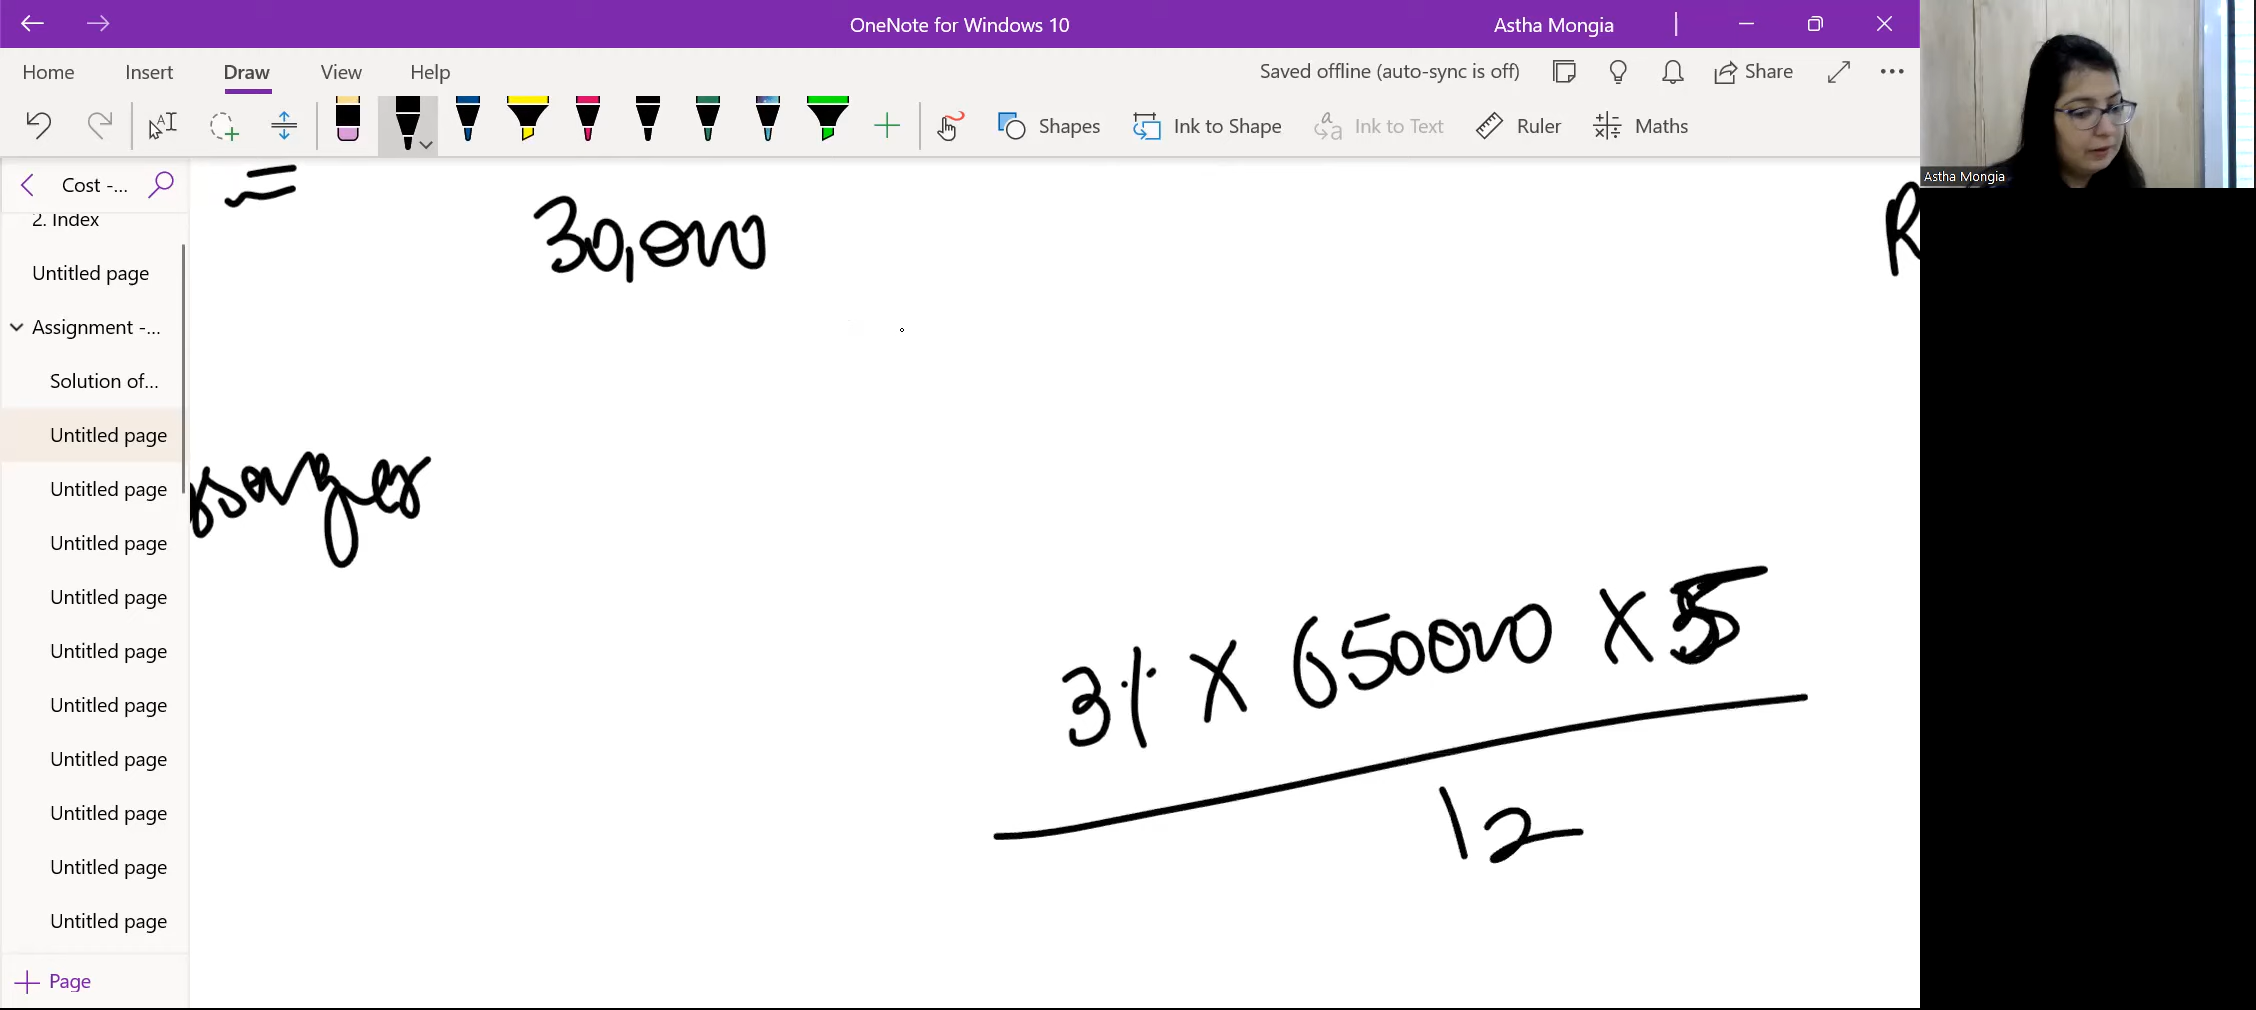 OneNote for Windows 10
Astha Mongia
Home Insert Draw View Help
Saved offline (auto-sync is off) Share
Shapes Ink to Shape Ink to Text Ruler Maths
Astha Mongia
Cost -...
2. Index
Untitled page
Assignment -...
Solution of...
Untitled page
Untitled page
Untitled page
Untitled page
Untitled page
Untitled page
Untitled page
Untitled page
Untitled page
Untitled page
+ Page
=
30,000
R
3% X 650000 X 5
12